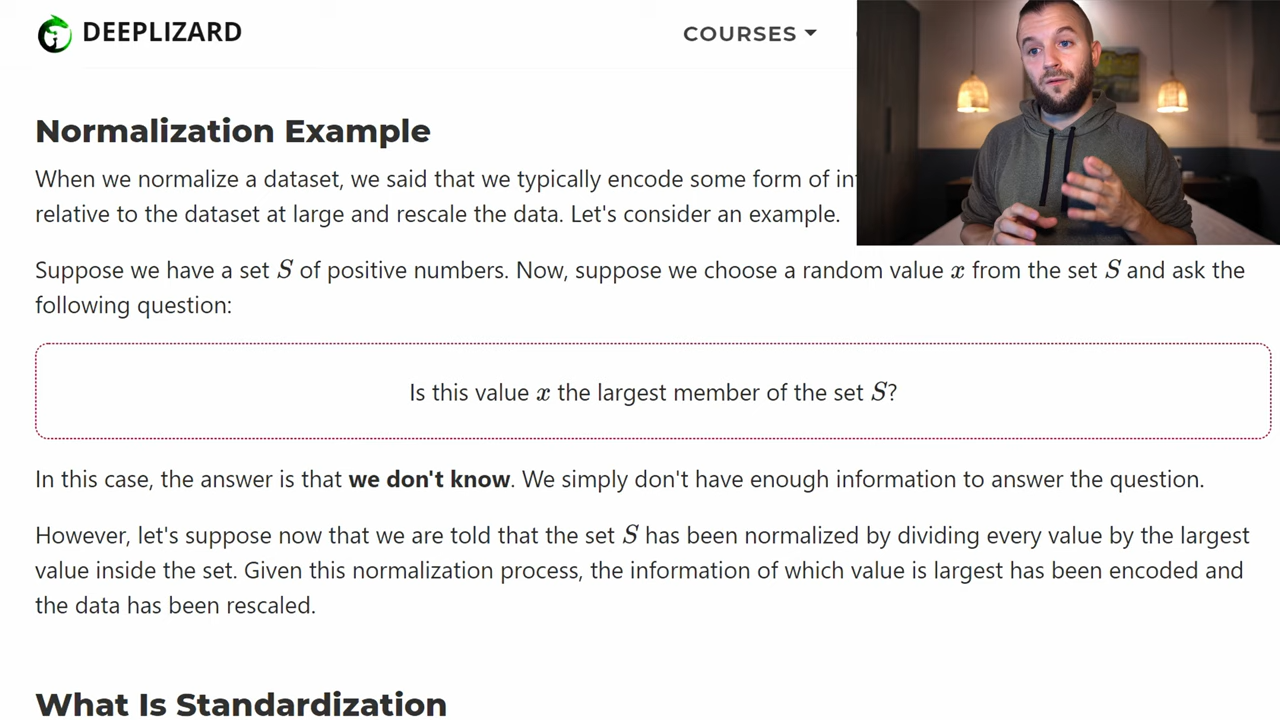 DEEPLIZARD
COURSES
Normalization Example
When we normalize a dataset, we said that we typically encode some form of
relative to the dataset at large and rescale the data. Let's consider an example.
Suppose we have a set S of positive numbers. Now, suppose we choose a random value x from the set S and ask the
following question:
Is this value x the largest member of the set S?
In this case, the answer is that we don't know. We simply don't have enough information to answer the question.
However, let's suppose now that we are told that the set S has been normalized by dividing every value by the largest
value inside the set. Given this normalization process, the information of which value is largest has been encoded and
the data has been rescaled.
What Is Standardization